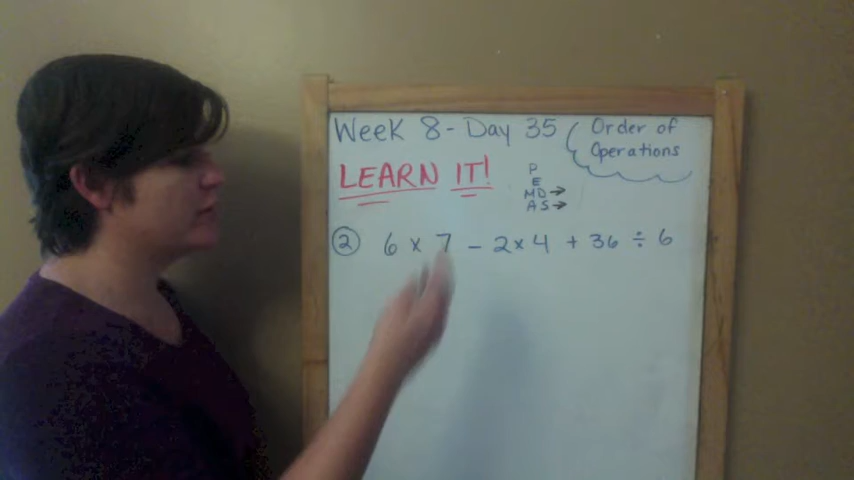 Week 8 - Day 35
Order of
Operations
LEARN IT!
P
E
MD→
AS→
② 6 × 7 - 2 × 4 + 36 ÷ 6